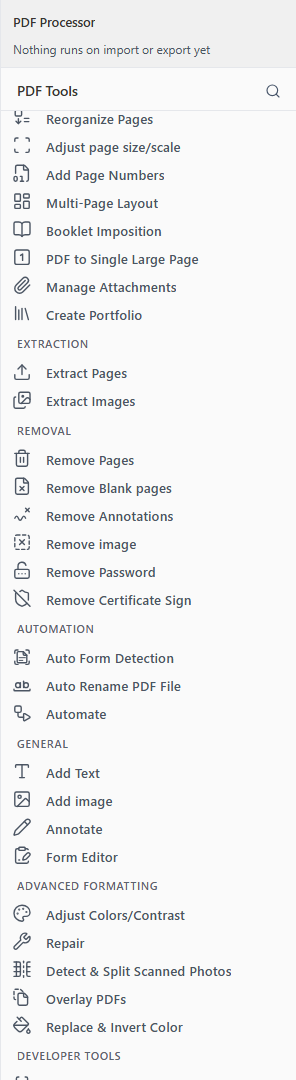 PDF Processor
Nothing runs on import or export yet
PDF Tools
Reorganize Pages
Adjust page size/scale
Add Page Numbers
Multi-Page Layout
Booklet Imposition
PDF to Single Large Page
Manage Attachments
Create Portfolio
EXTRACTION
Extract Pages
Extract Images
REMOVAL
Remove Pages
Remove Blank pages
Remove Annotations
Remove image
Remove Password
Remove Certificate Sign
AUTOMATION
Auto Form Detection
Auto Rename PDF File
Automate
GENERAL
Add Text
Add image
Annotate
Form Editor
ADVANCED FORMATTING
Adjust Colors/Contrast
Repair
Detect & Split Scanned Photos
Overlay PDFs
Replace & Invert Color
DEVELOPER TOOLS